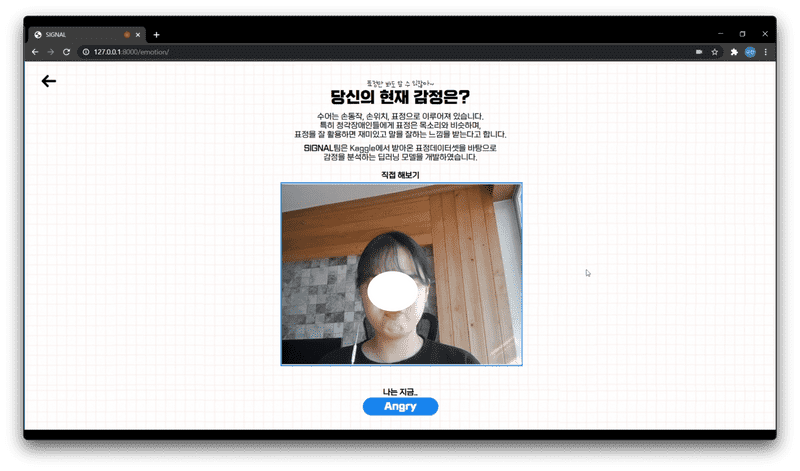 SIGNAL
127.0.0.1:8000/emotion/
표정만 봐도 알 수 있잖아~
당신의 현재 감정은?
수어는 손동작, 손위치, 표정으로 이루어져 있습니다.
특히 청각장애인들에게 표정은 목소리와 비슷하며,
표정을 잘 활용하면 재미있고 말을 잘하는 느낌을 받는다고 합니다.
SIGNAL팀은 Kaggle에서 받아온 표정데이터셋을 바탕으로
감정을 분석하는 딥러닝 모델을 개발하였습니다.
직접 해보기
나는 지금..
Angry